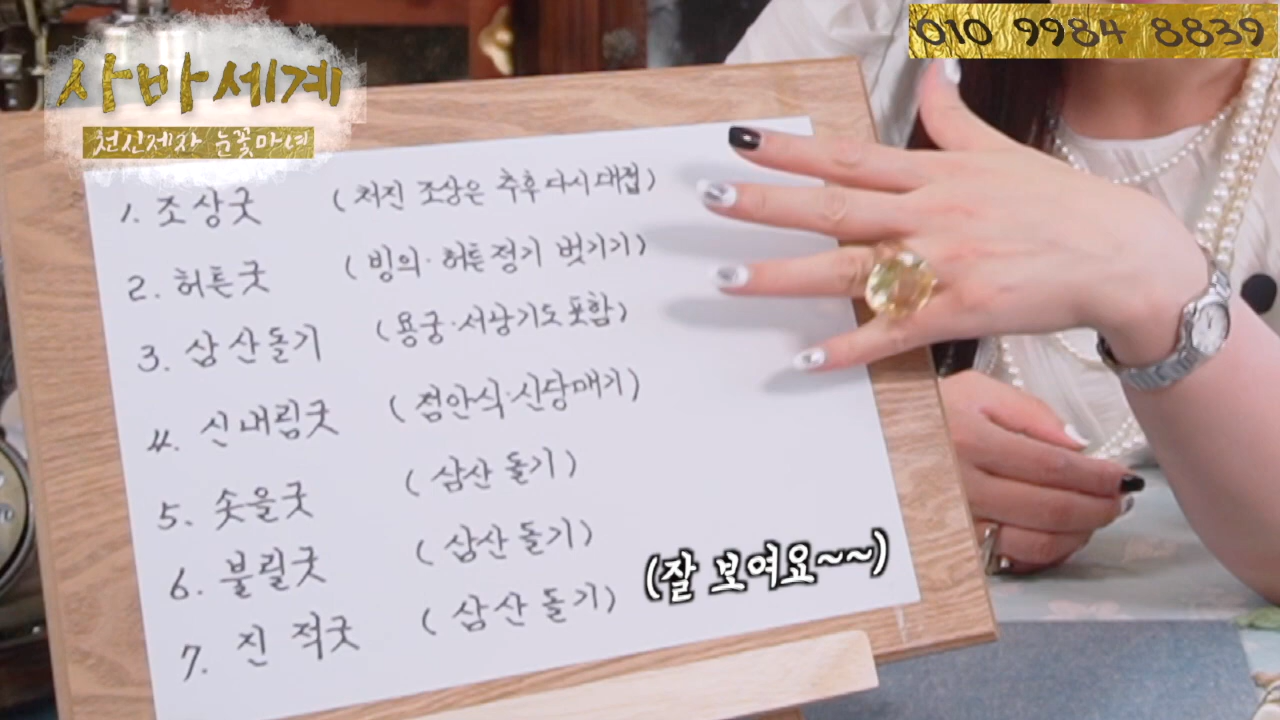 사바세계
천신제자 눈꽃마녀
010 9984 8839
1. 조상굿 (처진 조상은 추후 다시 대접)
2. 허튼굿 (빙의·허튼정기 벗기기)
3. 삼산돌기 (용궁·서낭기도 포함)
4. 신내림굿 (점안식·신당매기)
5. 솟을굿 (삼산 돌기)
6. 불릴굿 (삼산돌기)
7. 진적굿 (삼산돌기)
(잘 보여요~~)